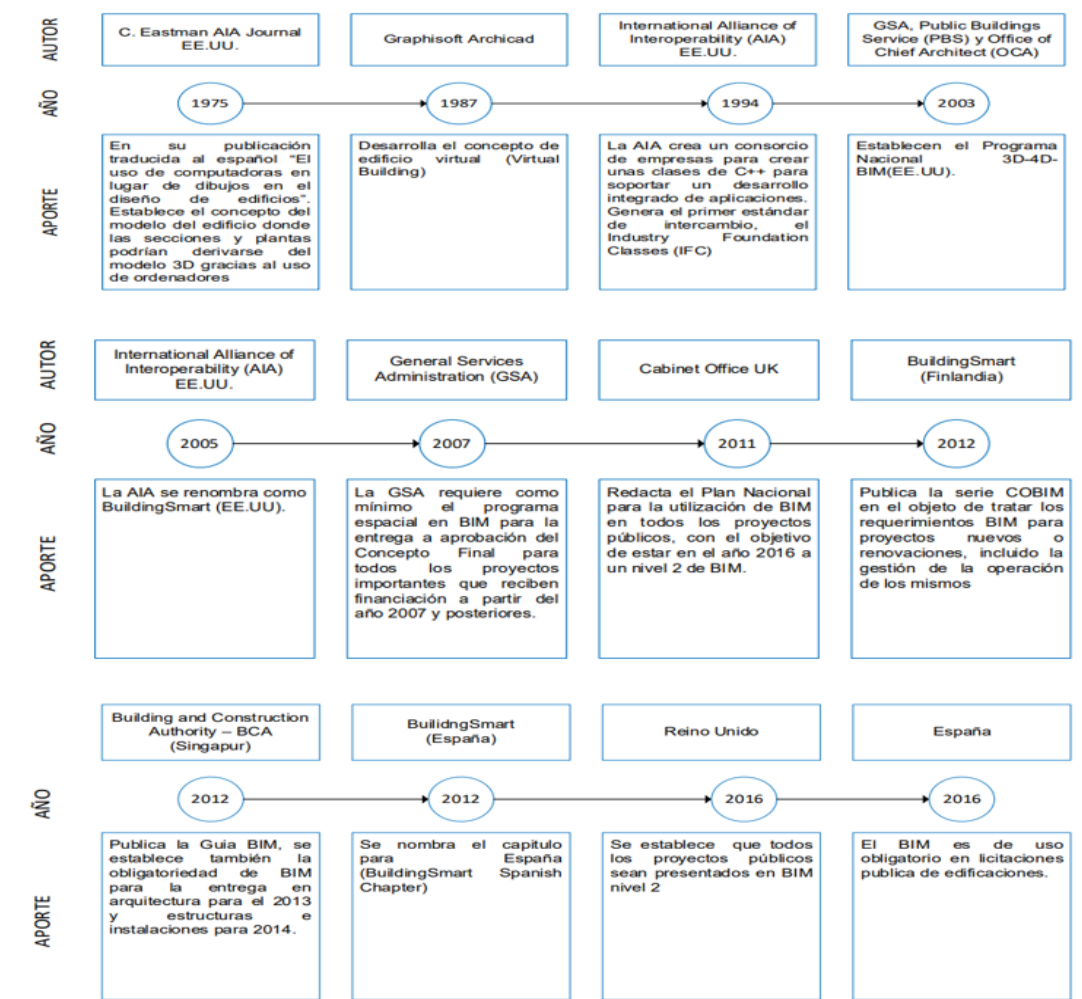 AUTOR
C. Eastman AIA Journal
EE.UU.
Graphisoft Archicad
International Alliance of
Interoperability (AIA)
EE.UU.
GSA, Public Buildings
Service (PBS) y Office of
Chief Architect (OCA)
AÑO
1975
1987
1994
2003
APORTE
En su publicación
traducida al español "El
uso de computadoras en
lugar de dibujos en el
diseño de edificios".
Establece el concepto del
modelo del edificio donde
las secciones y plantas
podrían derivarse del
modelo 3D gracias al uso
de ordenadores
Desarrolla el concepto de
edificio virtual (Virtual
Building)
La AIA crea un consorcio
de empresas para crear
unas clases de C++ para
soportar un desarrollo
integrado de aplicaciones.
Genera el primer estándar
de intercambio, el
Industry Foundation
Classes (IFC)
Establecen el Programa
Nacional 3D-4D-
BIM(EE.UU).
AUTOR
International Alliance of
Interoperability (AIA)
EE.UU.
General Services
Administration (GSA)
Cabinet Office UK
BuildingSmart
(Finlandia)
AÑO
2005
2007
2011
2012
APORTE
La AIA se renombra como
BuildingSmart (EE.UU).
La GSA requiere como
mínimo el programa
espacial en BIM para la
entrega a aprobación del
Concepto Final para
todos los proyectos
importantes que reciben
financiación a partir del
año 2007 y posteriores.
Redacta el Plan Nacional
para la utilización de BIM
en todos los proyectos
públicos, con el objetivo
de estar en el año 2016 a
un nivel 2 de BIM.
Publica la serie COBIM
en el objeto de tratar los
requerimientos BIM para
proyectos nuevos o
renovaciones, incluido la
gestión de la operación
de los mismos
Building and Construction
Authority – BCA
(Singapur)
BuilidngSmart
(España)
Reino Unido
España
AÑO
2012
2012
2016
2016
APORTE
Publica la Guia BIM, se
establece también la
obligatoriedad de BIM
para la entrega en
arquitectura para el 2013
y estructuras e
instalaciones para 2014.
Se nombra el capitulo
para España
(BuildingSmart Spanish
Chapter)
Se establece que todos
los proyectos públicos
sean presentados en BIM
nivel 2
El BIM es de uso
obligatorio en licitaciones
publica de edificaciones.